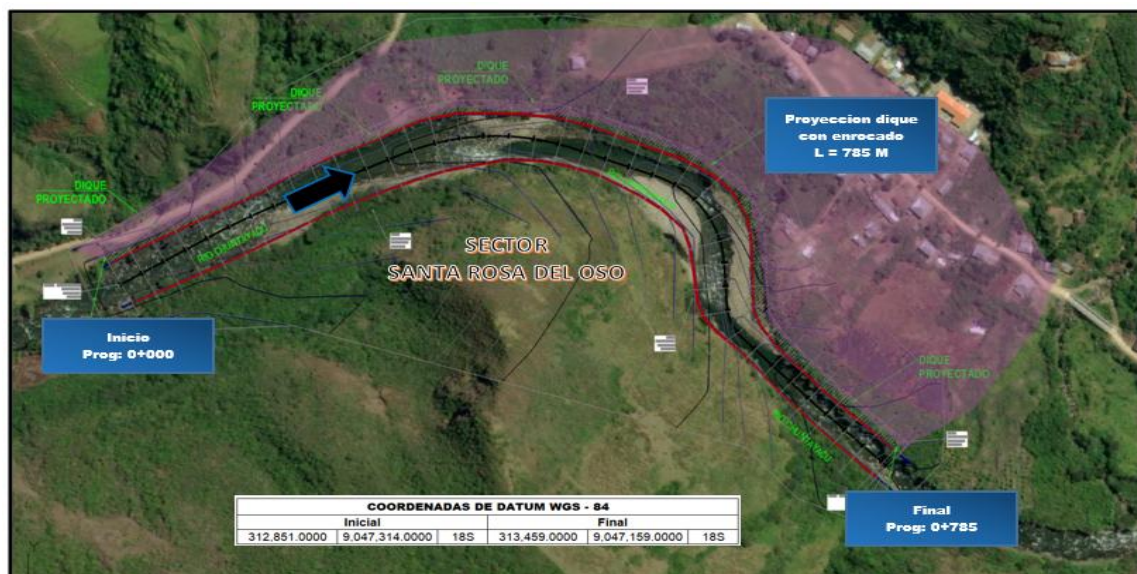 DIQUE
PROYECTADO
DIQUE
PROYECTADO
Proyeccion dique
con enrocado
L = 785 M
DIQUE
PROYECTADO
SECTOR
SANTA ROSA DEL OSO
Inicio
Prog: 0+000
DIQUE
PROYECTADO
Final
Prog: 0+785
COORDENADAS DE DATUM WGS - 84
Inicial Final
312,851.0000 9,047,314.0000 18S 313,459.0000 9,047,159.0000 18S